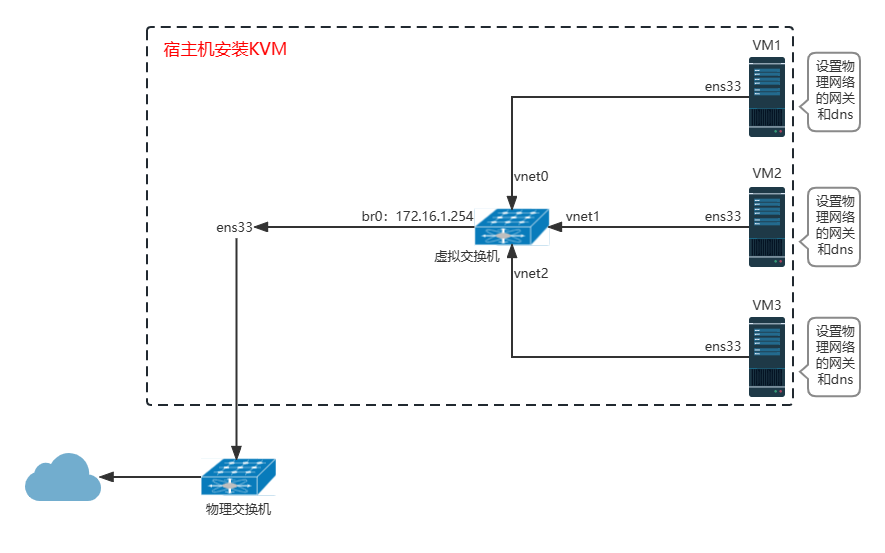 宿主机安装KVM
VM1
ens33
设置物
理网络
的网关
和dns
vnet0
VM2
ens33
vnet1
br0：172.16.1.254
ens33
设置物
理网络
的网关
和dns
虚拟交换机
vnet2
VM3
ens33
设置物
理网络
的网关
和dns
物理交换机